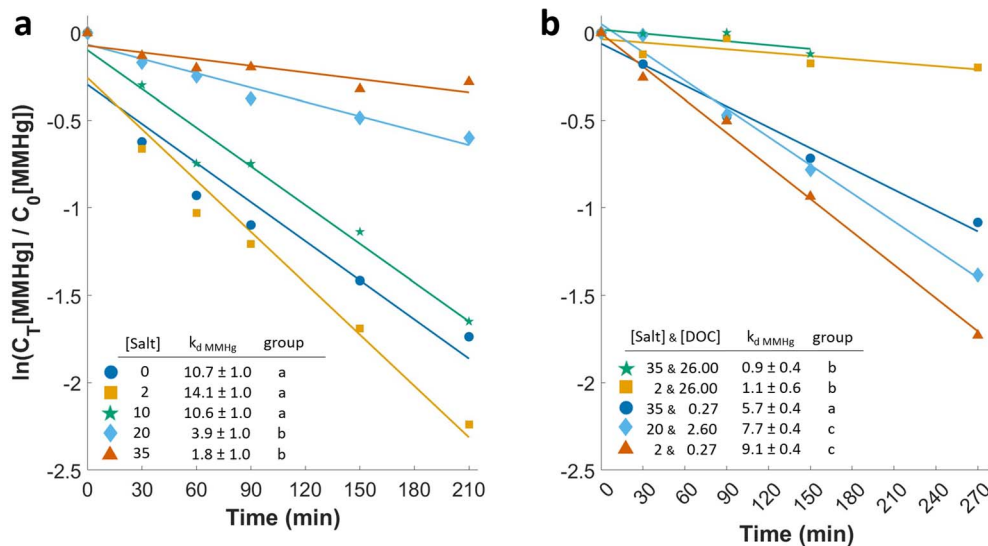 a
ln(C_T[MMHg] / C_0[MMHg])
0
-0.5
-1
-1.5
-2
-2.5
[Salt] k_d MMHg group
0 10.7 ± 1.0 a
2 14.1 ± 1.0 a
10 10.6 ± 1.0 a
20 3.9 ± 1.0 b
35 1.8 ± 1.0 b
0 30 60 90 120 150 180 210
Time (min)
b
0
-0.5
-1
-1.5
-2
-2.5
[Salt] & [DOC] k_d MMHg group
35 & 26.00 0.9 ± 0.4 b
2 & 26.00 1.1 ± 0.6 b
35 & 0.27 5.7 ± 0.4 a
20 & 2.60 7.7 ± 0.4 c
2 & 0.27 9.1 ± 0.4 c
0 30 60 90 120 150 180 210 240 270
Time (min)